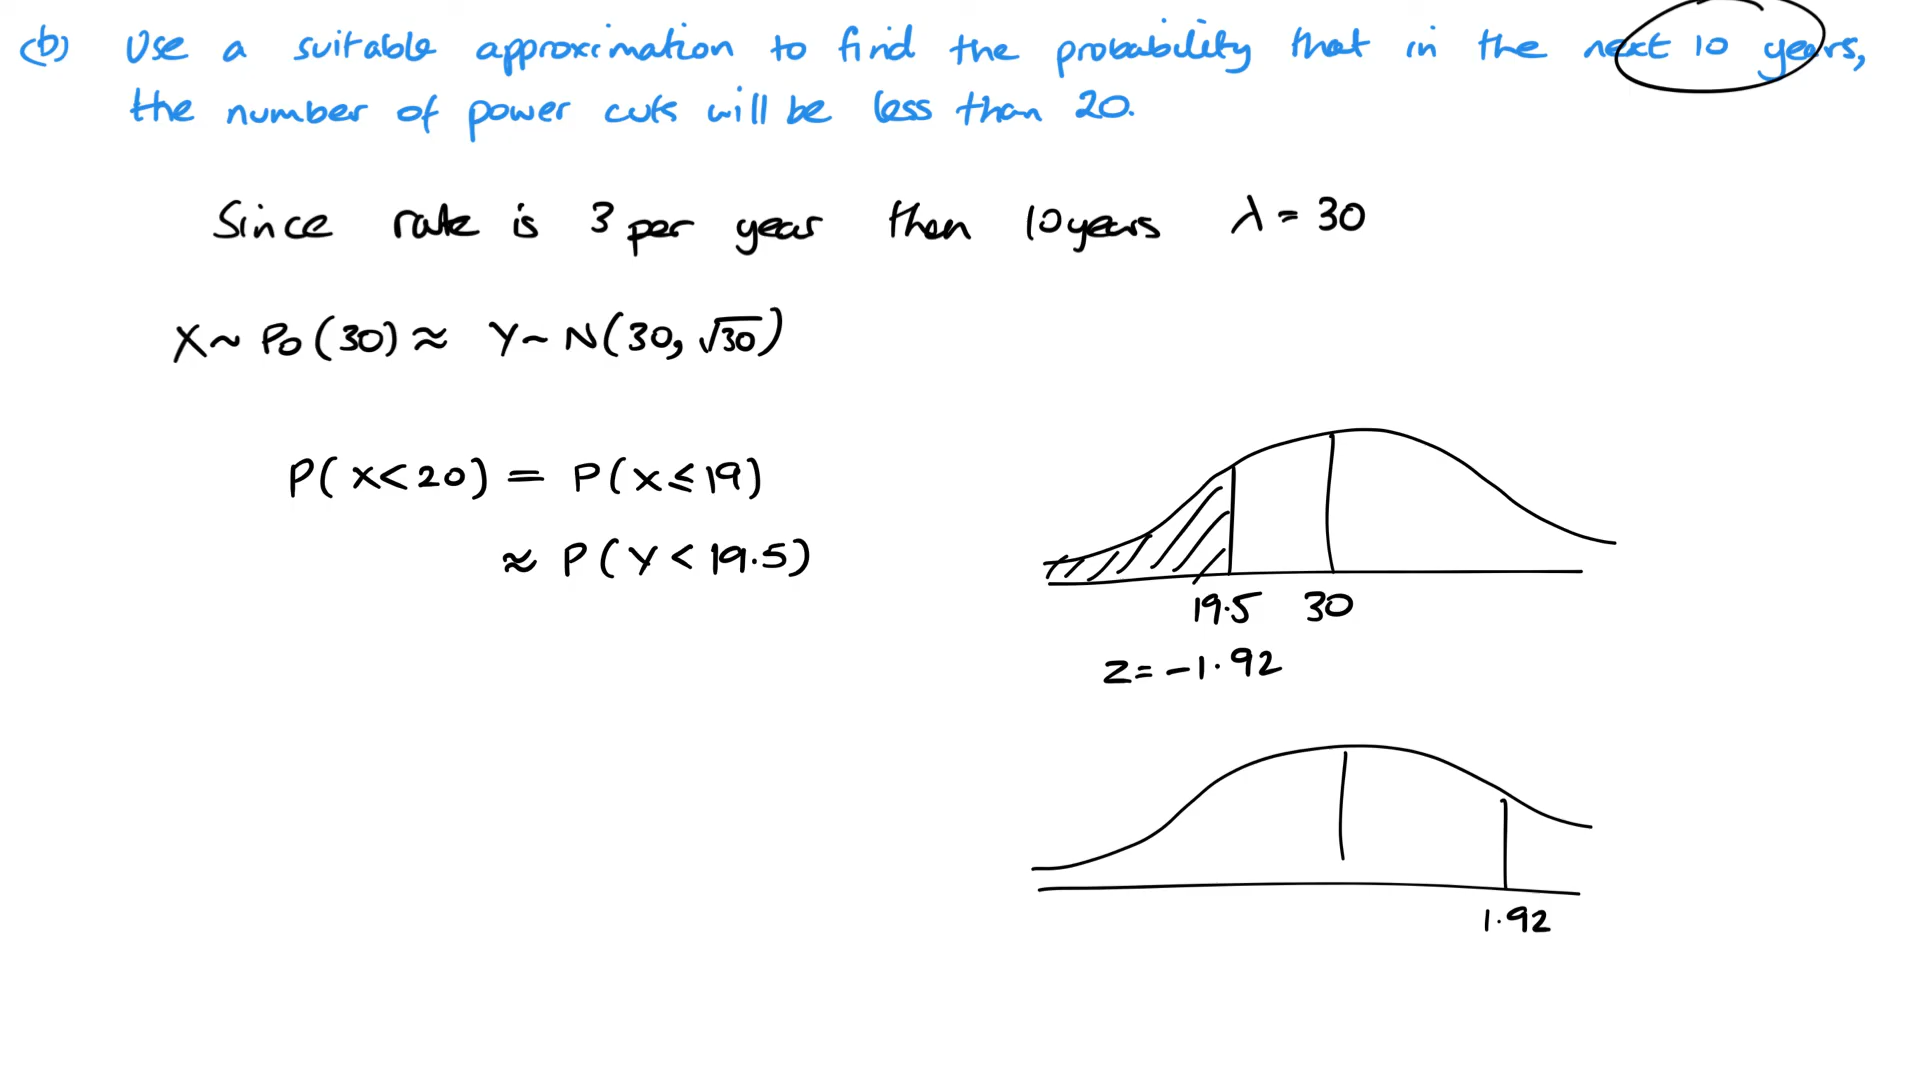 (b) Use a suitable approximation to find the probability that in the next 10 years,
the number of power cuts will be less than 20.
Since rate is 3 per year then 10 years λ = 30
X ~ Po(30) ≈ Y ~ N(30, √30)
P(X<20) = P(X≤19)
≈ P(Y < 19.5)
19.5 30
Z = -1.92
1.92